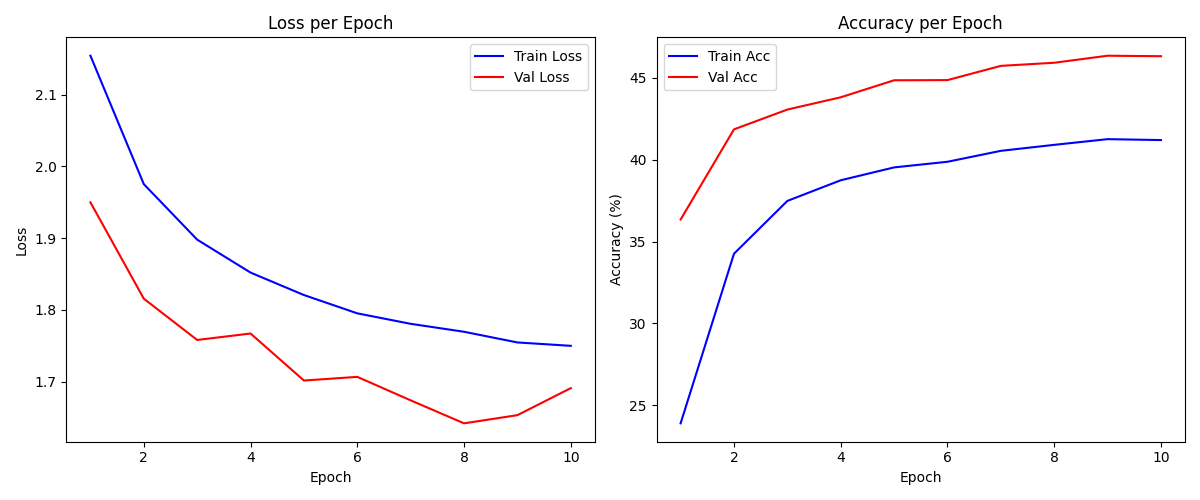 Loss per Epoch
Train Loss
Val Loss
2.1
2.0
1.9
1.8
1.7
Loss
2 4 6 8 10
Epoch
Accuracy per Epoch
Train Acc
Val Acc
45
40
35
30
25
Accuracy (%)
2 4 6 8 10
Epoch